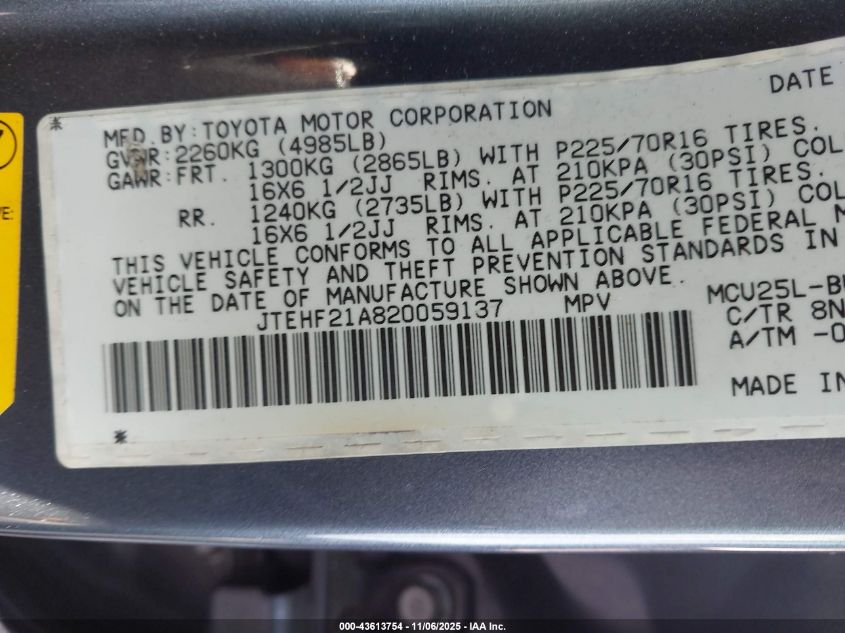 DATE
MFD. BY: TOYOTA MOTOR CORPORATION
GVWR: 2260KG (4985LB)
GAWR: FRT. 1300KG (2865LB) WITH P225/70R16 TIRES.
16X6 1/2JJ RIMS. AT 210KPA (30PSI) COL
RR. 1240KG (2735LB) WITH P225/70R16 TIRES.
16X6 1/2JJ RIMS. AT 210KPA (30PSI) COL
THIS VEHICLE CONFORMS TO ALL APPLICABLE FEDERAL M
VEHICLE SAFETY AND THEFT PREVENTION STANDARDS IN
ON THE DATE OF MANUFACTURE SHOWN ABOVE.
JTEHF21A820059137 MPV
MCU25L-B
C/TR 8N
A/TM -0
MADE IN
000-43613754 - 11/06/2025 - IAA Inc.